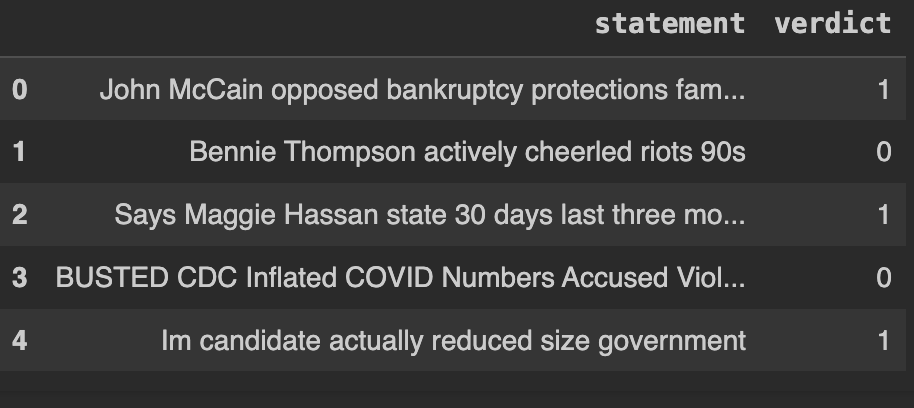 statement verdict
0 John McCain opposed bankruptcy protections fam... 1
1 Bennie Thompson actively cheerled riots 90s 0
2 Says Maggie Hassan state 30 days last three mo... 1
3 BUSTED CDC Inflated COVID Numbers Accused Viol... 0
4 Im candidate actually reduced size government 1